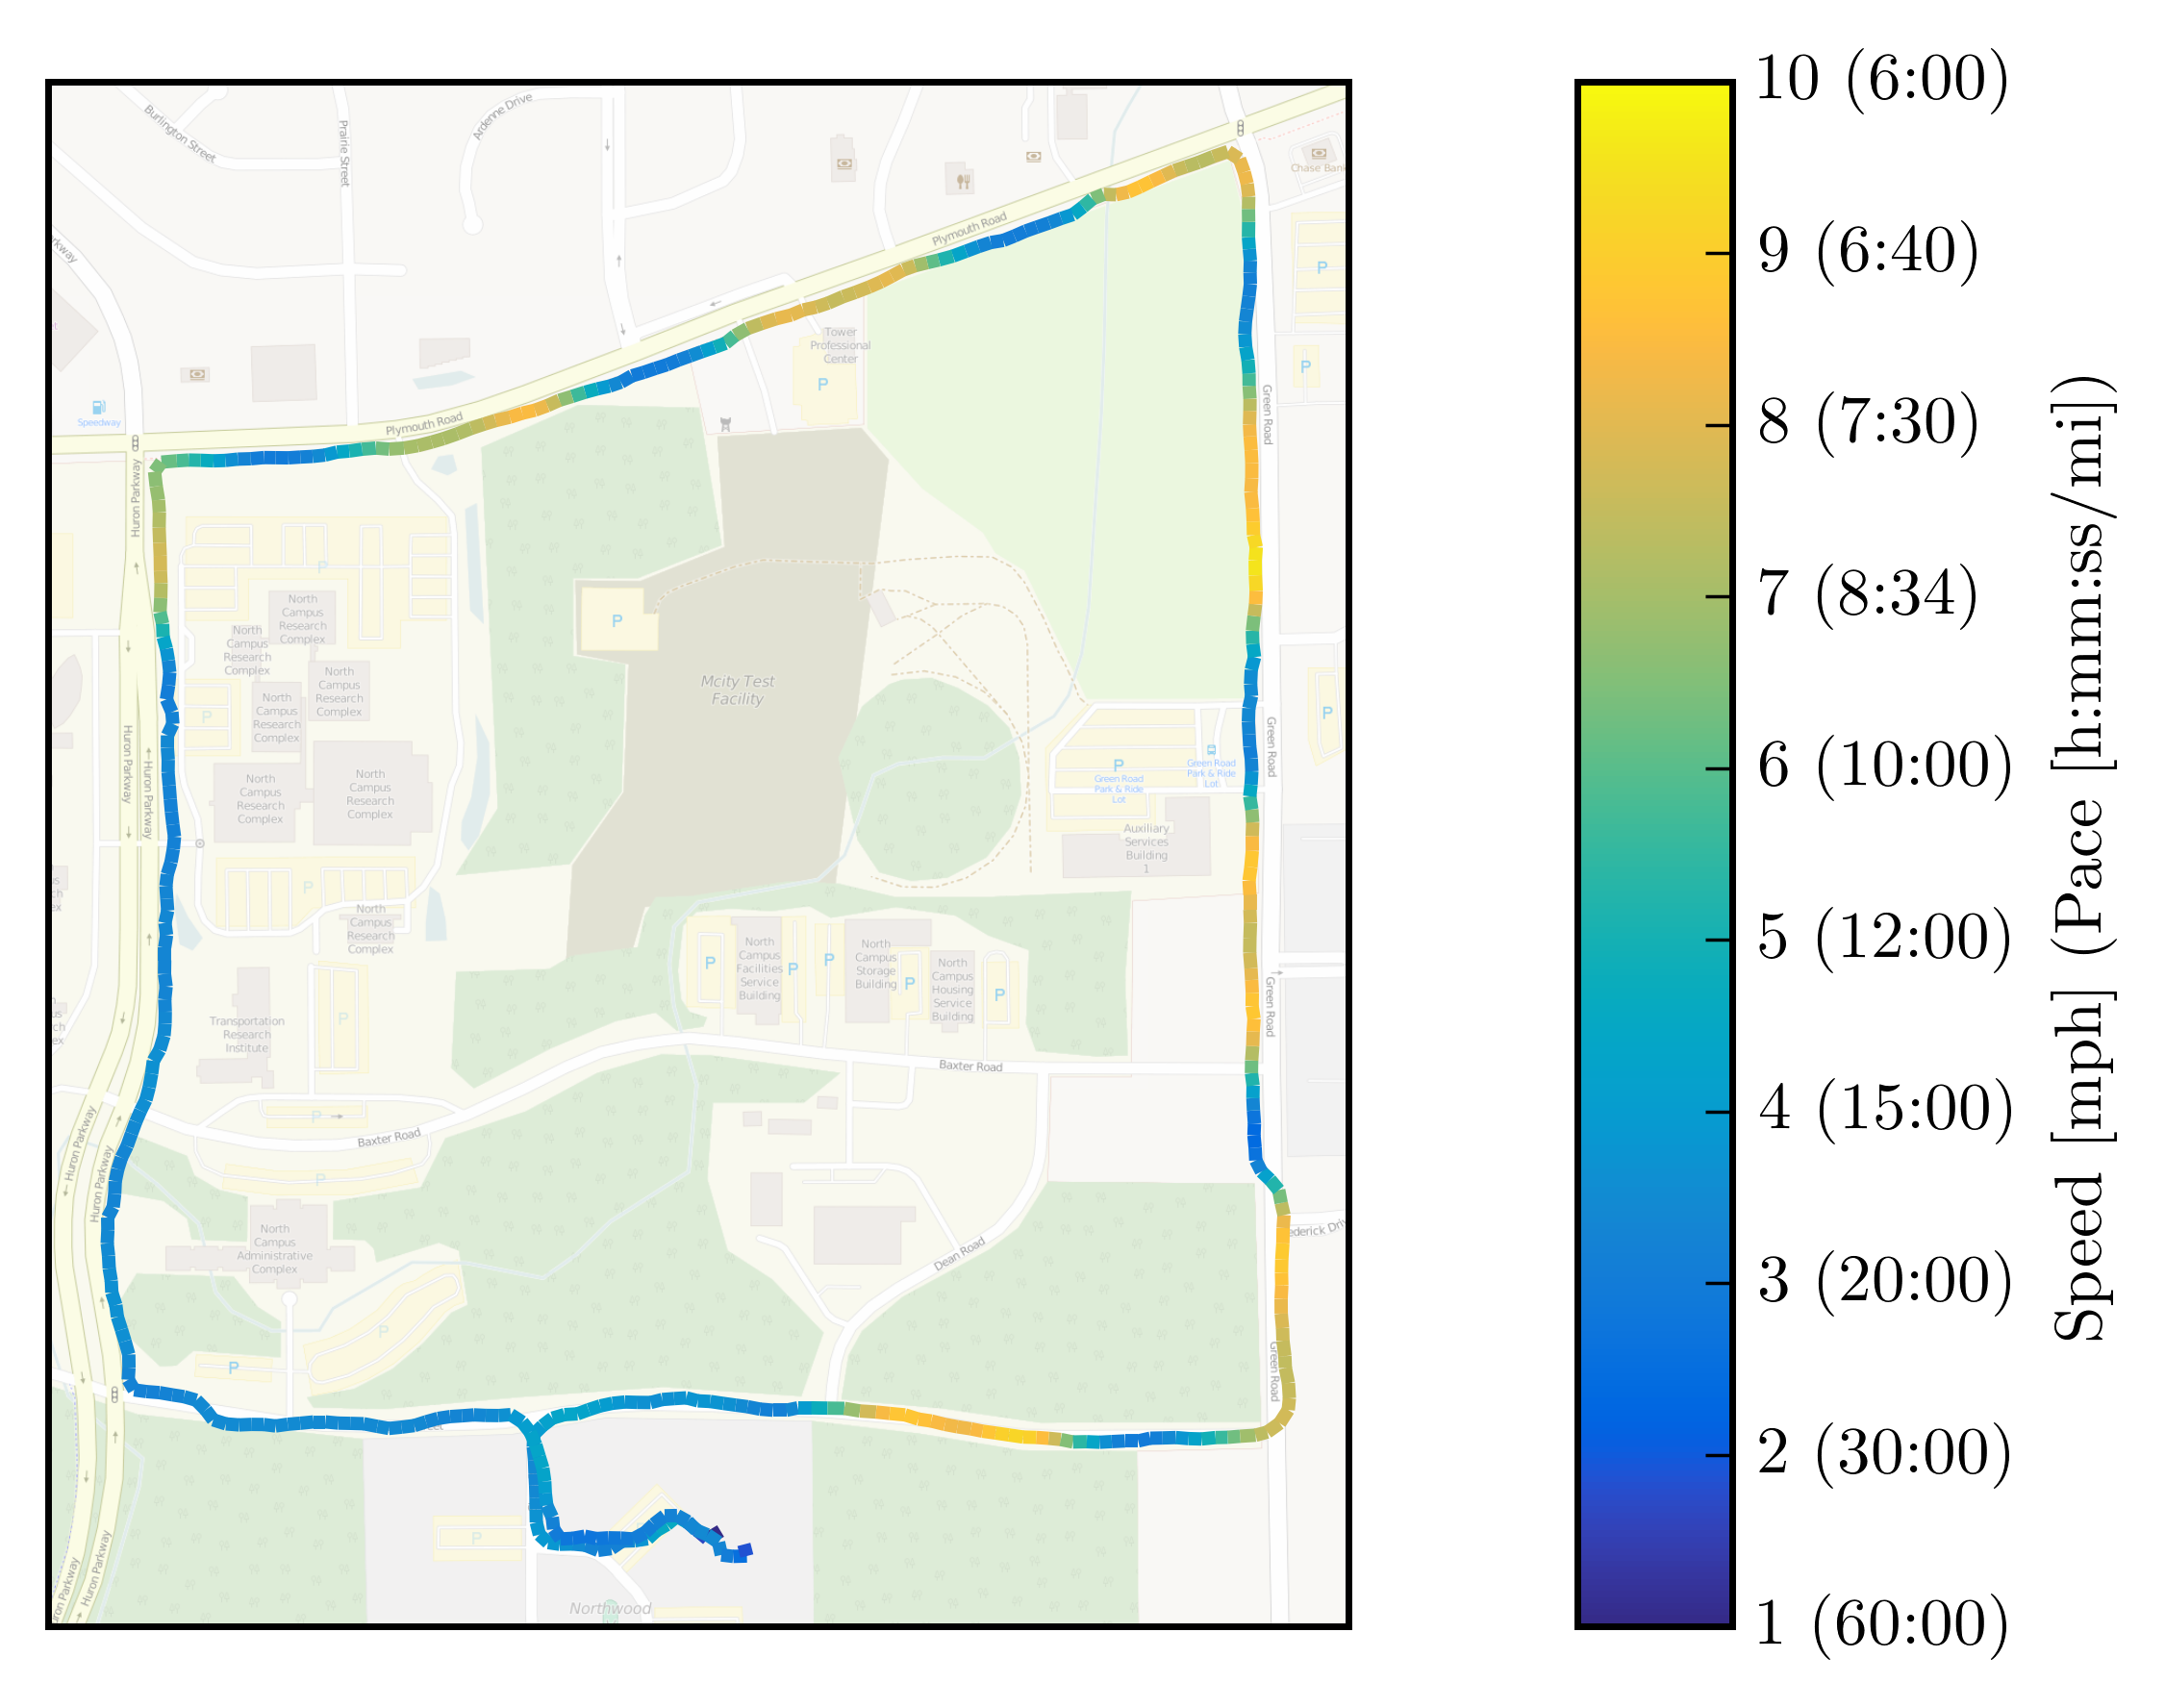 Burlington Street
Prairie Street
Ardenne Drive
Chase Bank
Plymouth Road
Tower
Professional
Center
P
P
P
Green Road
Speedway
Plymouth Road
Huron Parkway
P
North
Campus
Research
Complex
North
Campus
Research
Complex
North
Campus
Research
Complex
North
Campus
Research
Complex
P
P
Mcity Test
Facility
Huron Parkway
Huron Parkway
North
Campus
Research
Complex
North
Campus
Research
Complex
Green Road
P
P
Green Road
Park & Ride
Lot
Green Road
Park & Ride
Lot
Auxiliary
Services
Building
1
P
North
Campus
Research
Complex
P
North
Campus
Facilities
Service
Building
P
P
North
Campus
Storage
Building
P
North
Campus
Housing
Service
Building
P
Green Road
Transportation
Research
Institute
P
Baxter Road
P
Baxter Road
Huron Parkway
Huron Parkway
P
North
Campus
Administrative
Complex
Dean Road
P
P
Green Road
P
Huron Parkway
Northwood
10 (6:00)
9 (6:40)
8 (7:30)
7 (8:34)
6 (10:00)
5 (12:00)
4 (15:00)
3 (20:00)
2 (30:00)
1 (60:00)
Speed [mph] (Pace [h:mm:ss/mi])